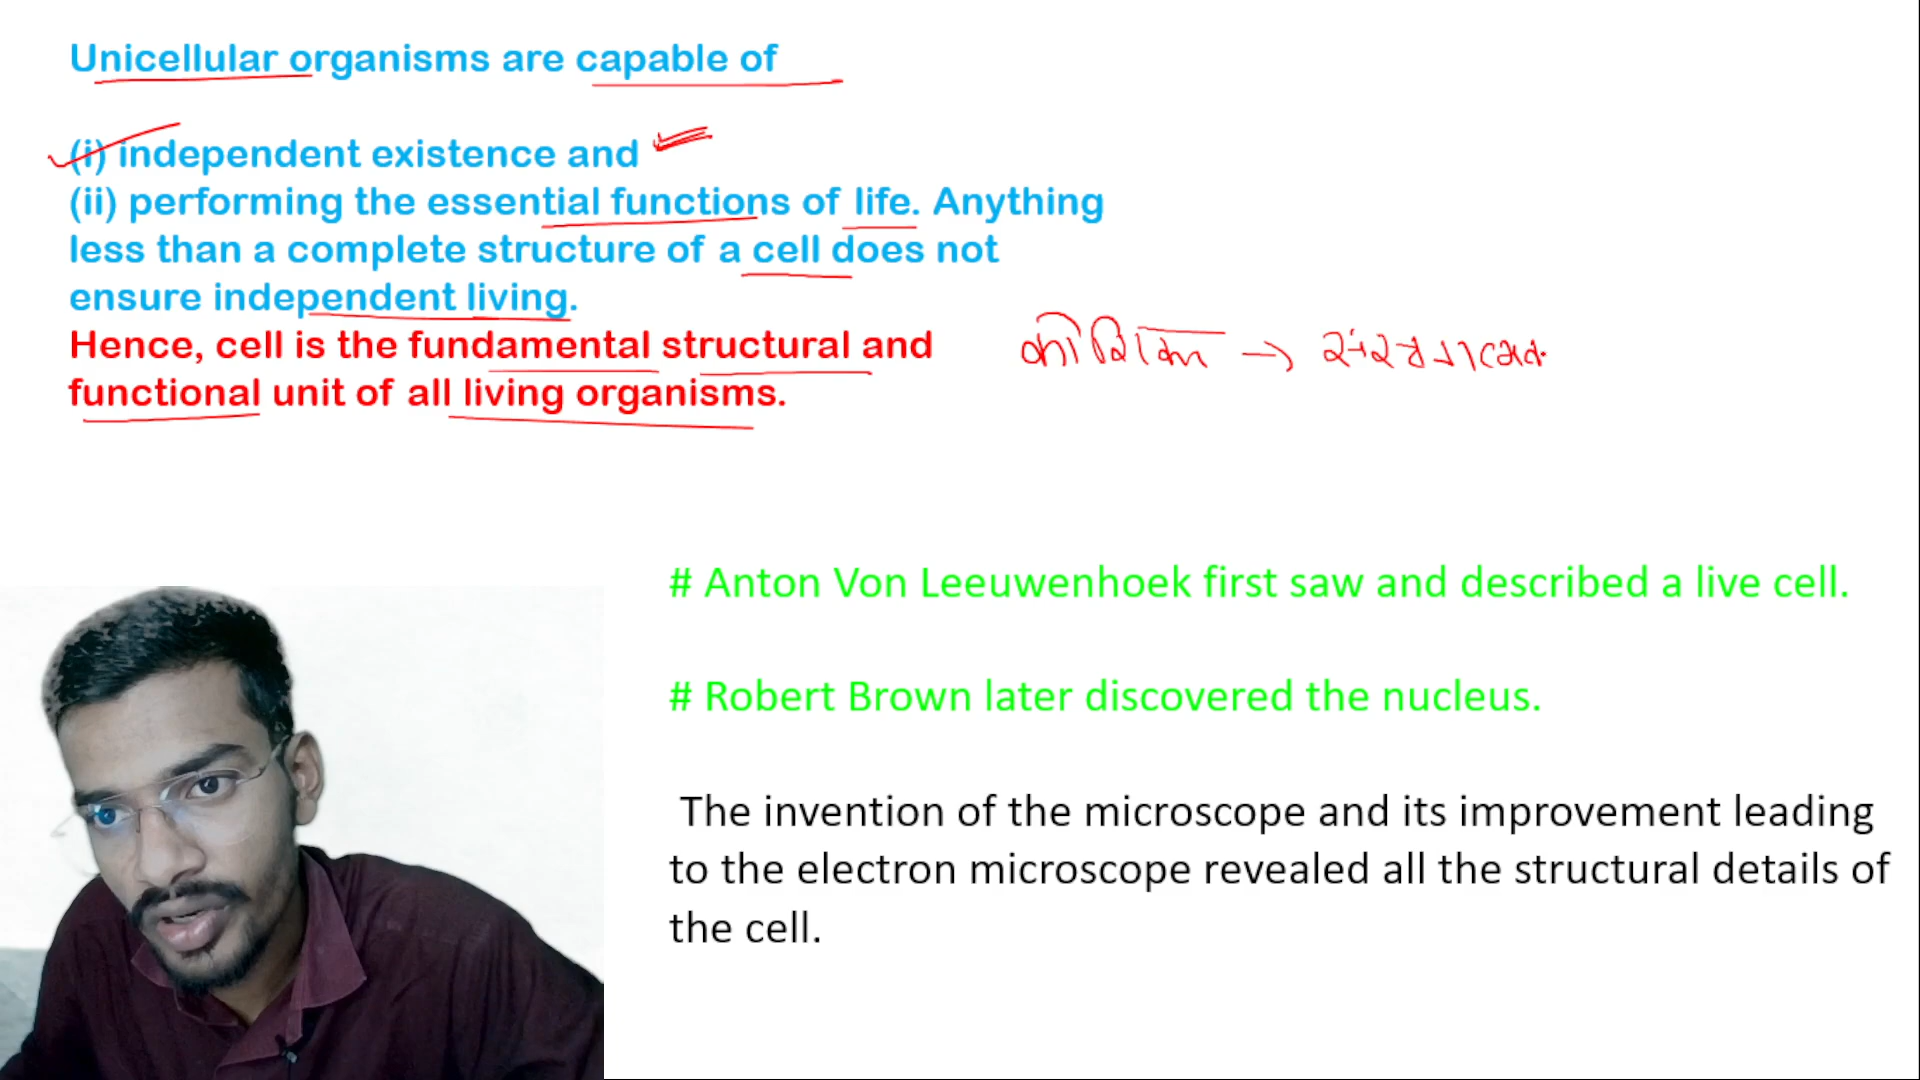 Unicellular organisms are capable of
(i) independent existence and
(ii) performing the essential functions of life. Anything
less than a complete structure of a cell does not
ensure independent living.
Hence, cell is the fundamental structural and
functional unit of all living organisms.
# Anton Von Leeuwenhoek first saw and described a live cell.
# Robert Brown later discovered the nucleus.
The invention of the microscope and its improvement leading
to the electron microscope revealed all the structural details of
the cell.